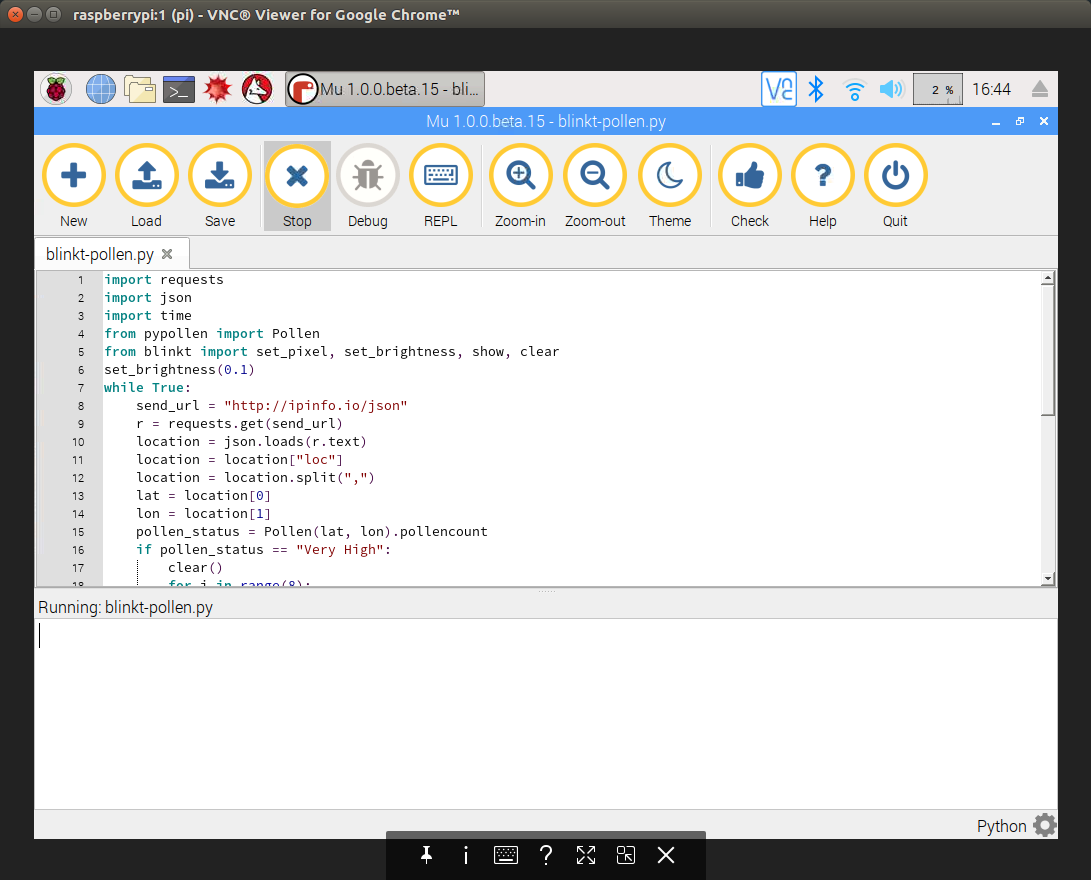 raspberrypi:1 (pi) - VNC® Viewer for Google Chrome™
Mu 1.0.0.beta.15 - bli...
2 %
16:44
Mu 1.0.0.beta.15 - blinkt-pollen.py
New Load Save Stop Debug REPL Zoom-in Zoom-out Theme Check Help Quit
blinkt-pollen.py
1 import requests
2 import json
3 import time
4 from pypollen import Pollen
5 from blinkt import set_pixel, set_brightness, show, clear
6 set_brightness(0.1)
7 while True:
8     send_url = "http://ipinfo.io/json"
9     r = requests.get(send_url)
10     location = json.loads(r.text)
11     location = location["loc"]
12     location = location.split(",")
13     lat = location[0]
14     lon = location[1]
15     pollen_status = Pollen(lat, lon).pollencount
16     if pollen_status == "Very High":
17         clear()
18         for i in range(8):
Running: blinkt-pollen.py
Python